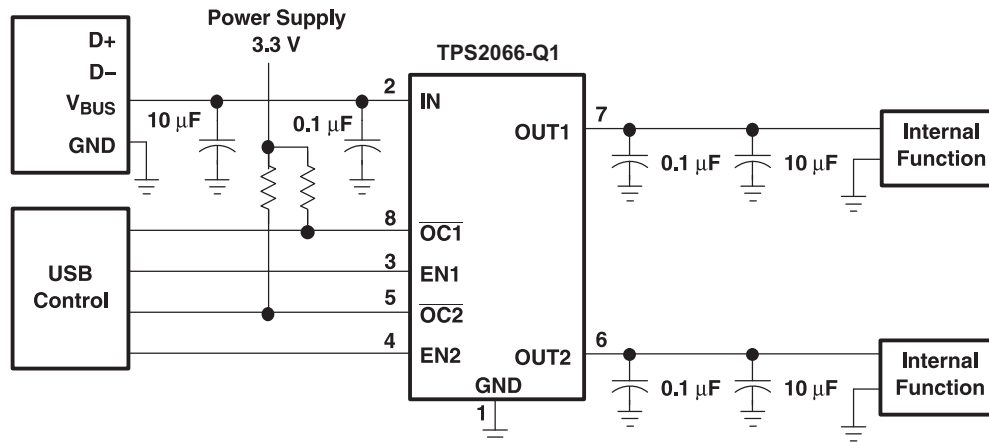 Power Supply
3.3 V
D+
D−
VBUS
GND
10 µF
0.1 µF
TPS2066-Q1
2
IN
OUT1
7
0.1 µF
10 µF
Internal
Function
USB
Control
8
OC1
3
EN1
5
OC2
4
EN2
OUT2
6
GND
1
0.1 µF
10 µF
Internal
Function